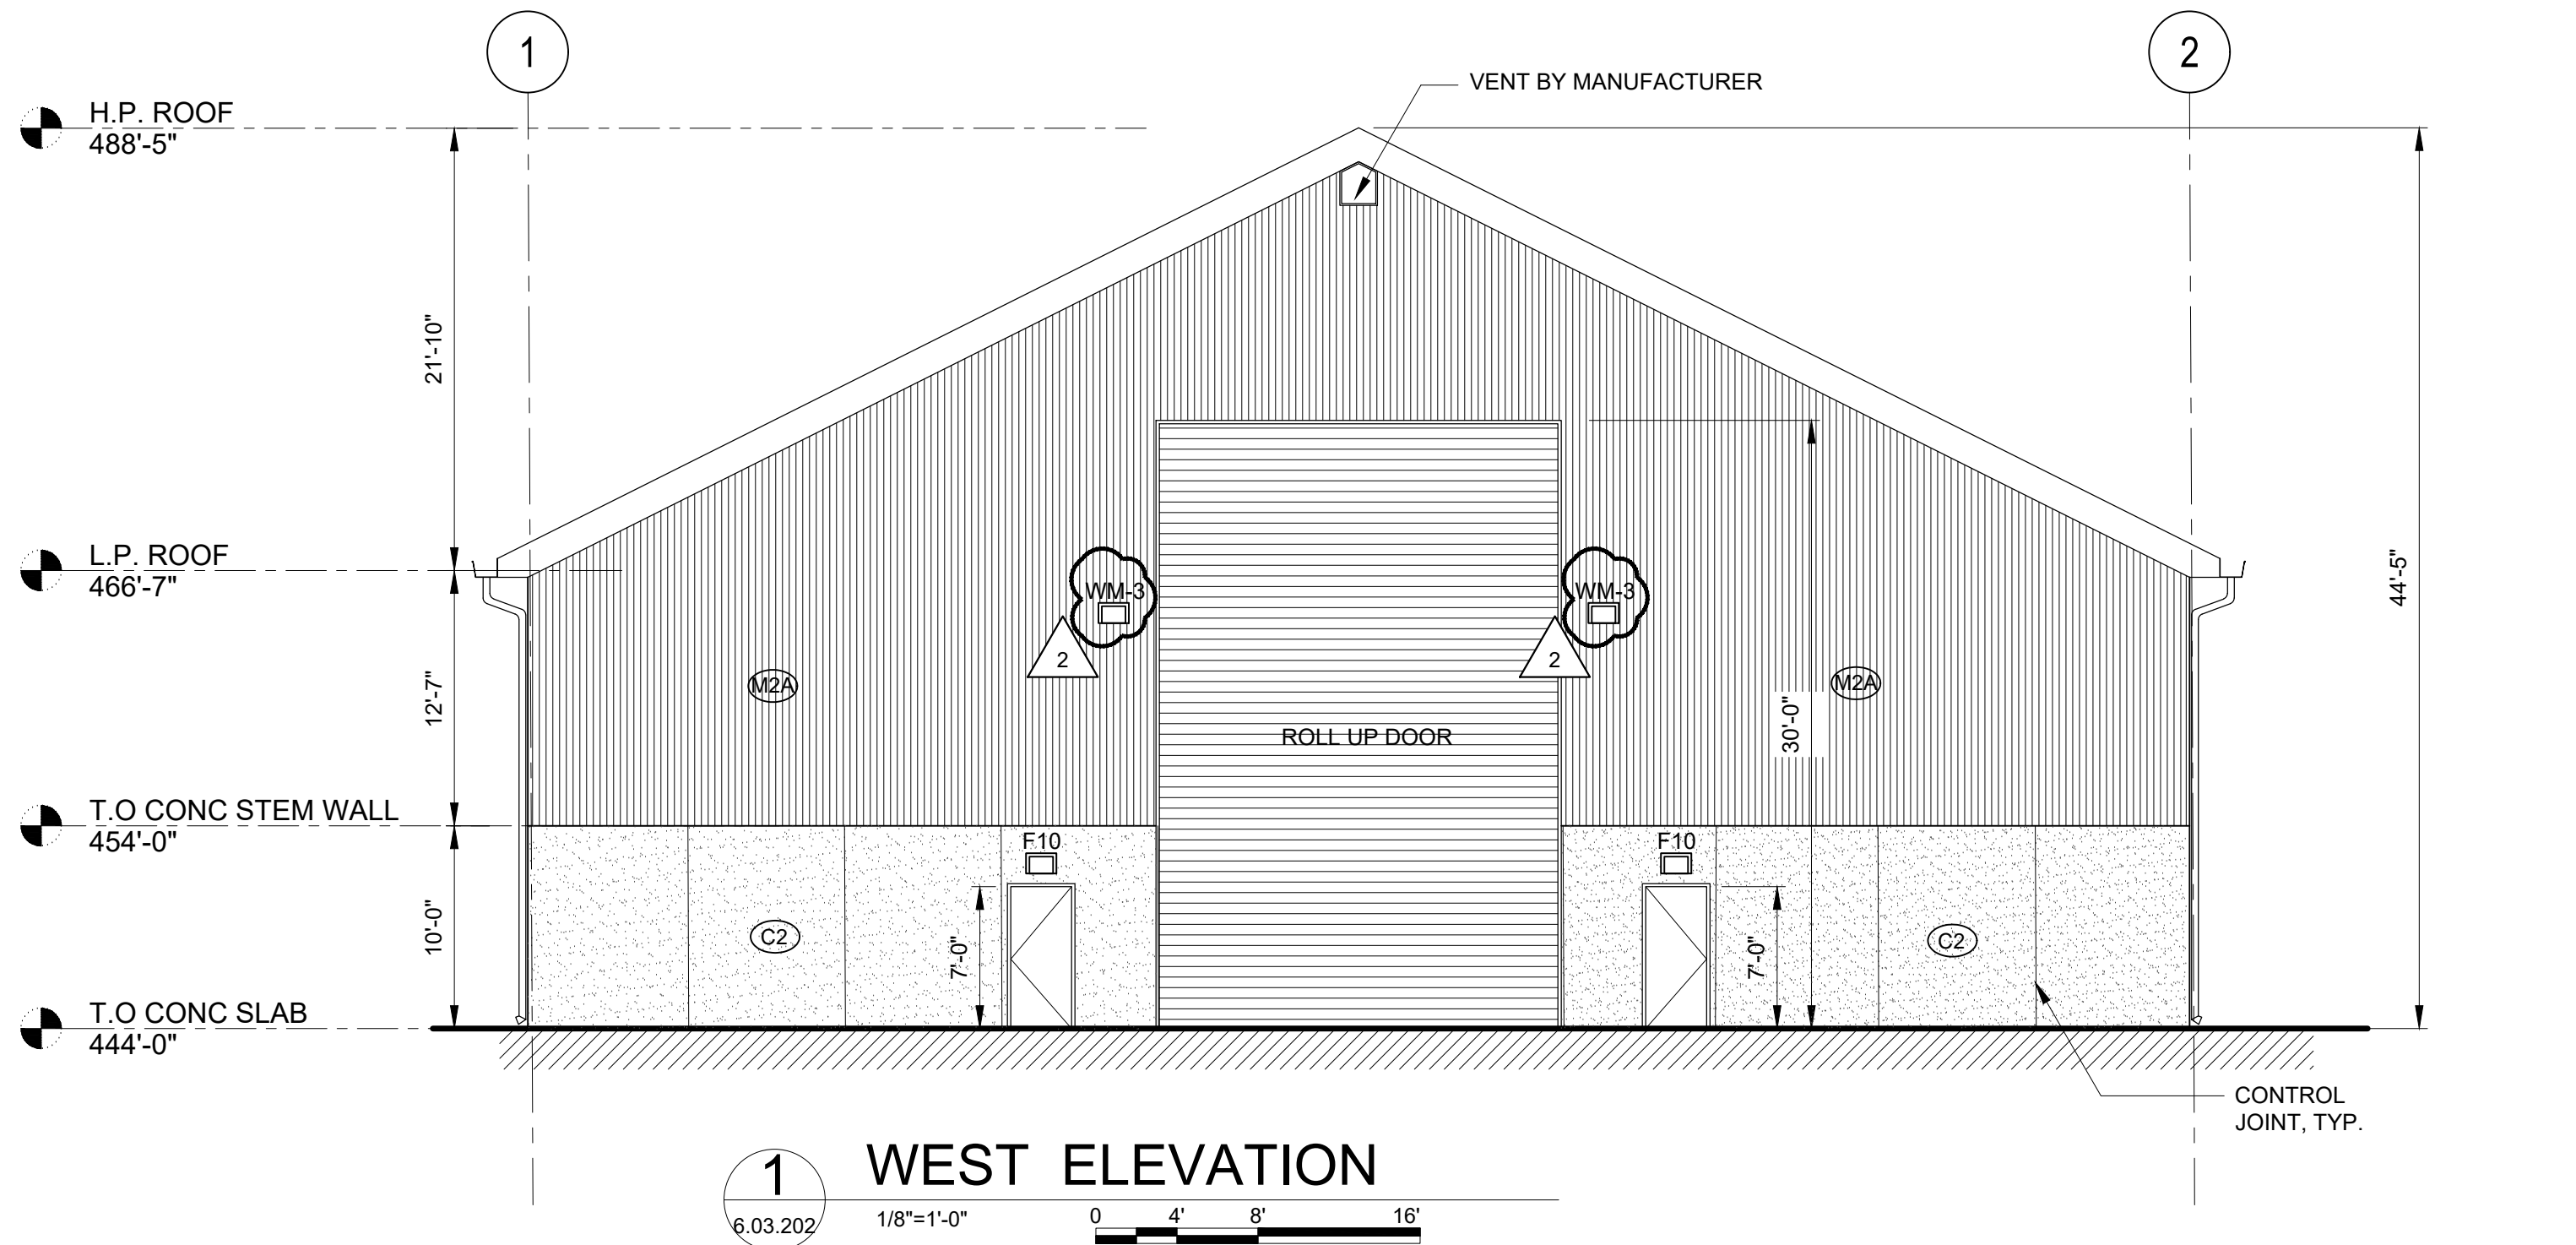 1
2
VENT BY MANUFACTURER
H.P. ROOF
488'-5"
21'-10"
L.P. ROOF
466'-7"
44'-5"
WM-3
WM-3
2
2
M2A
M2A
12'-7"
30'-0"
ROLL UP DOOR
T.O CONC STEM WALL
454'-0"
F10
F10
10'-0"
C2
C2
7'-0"
7'-0"
T.O CONC SLAB
444'-0"
CONTROL
JOINT, TYP.
1
WEST ELEVATION
6.03.202
1/8"=1'-0"
0 4' 8' 16'